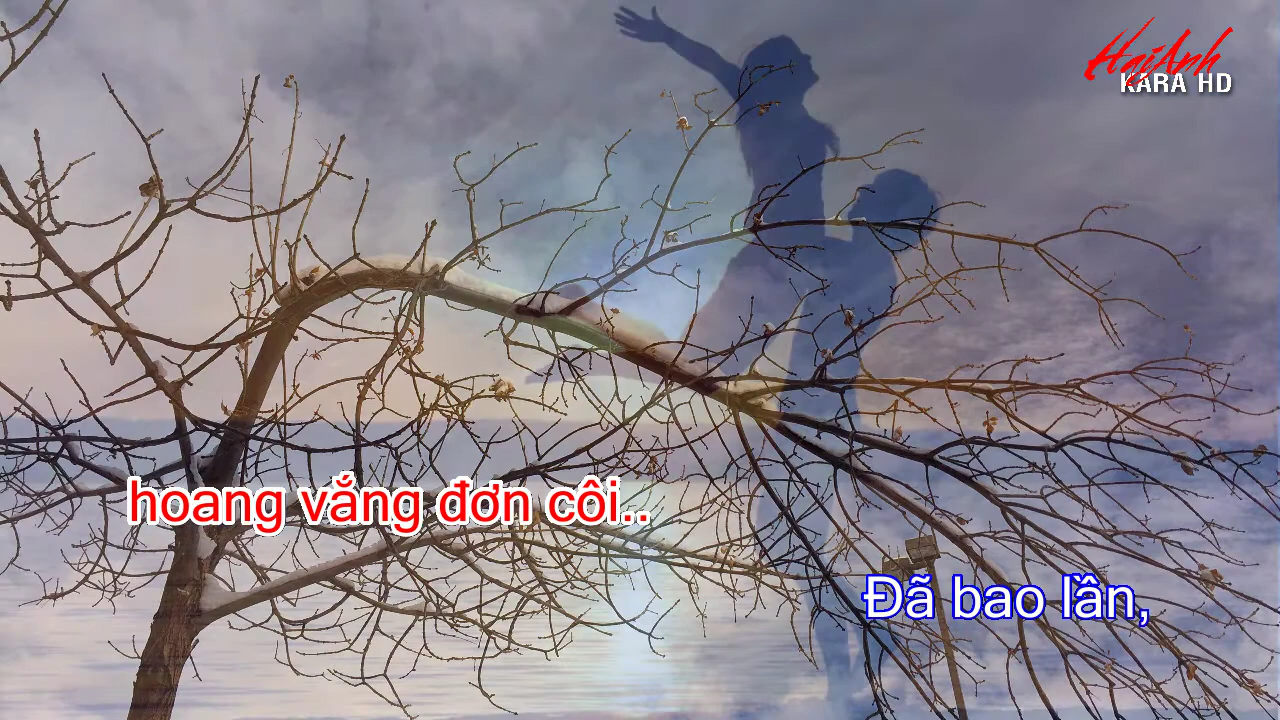 HaiAnh
KARA HD
hoang vắng đơn côi..
Đã bao lần,